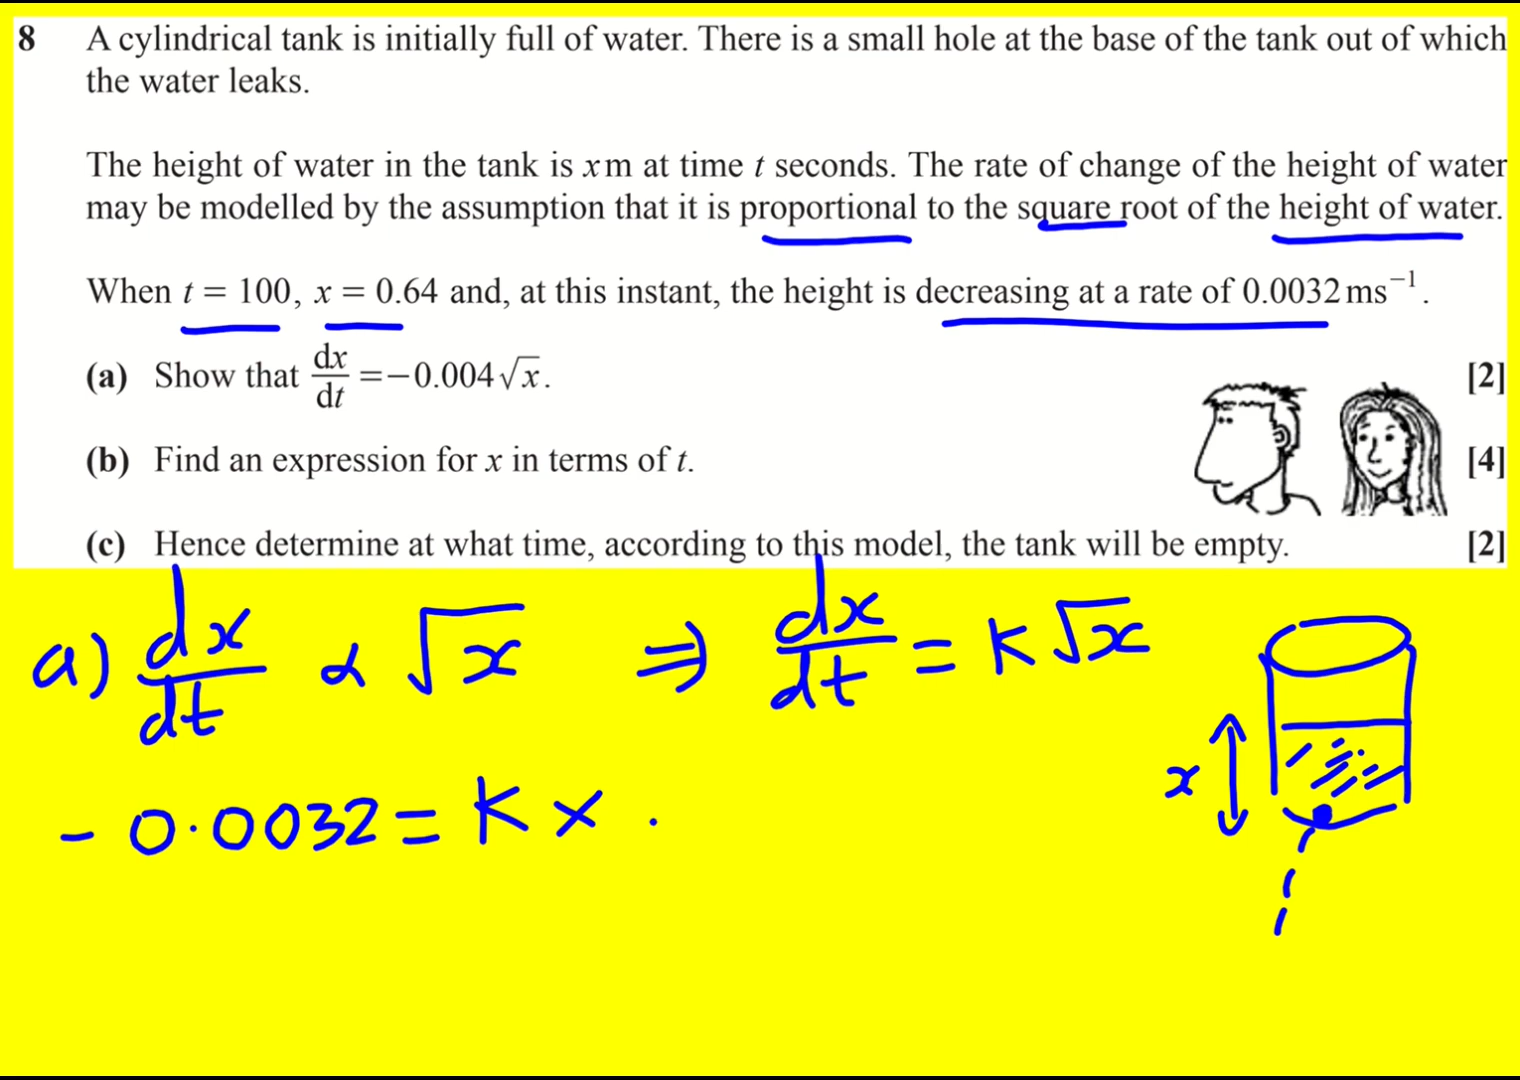 8 A cylindrical tank is initially full of water. There is a small hole at the base of the tank out of which
the water leaks.
The height of water in the tank is x m at time t seconds. The rate of change of the height of water
may be modelled by the assumption that it is proportional to the square root of the height of water.
When t = 100, x = 0.64 and, at this instant, the height is decreasing at a rate of 0.0032 ms⁻¹.
(a) Show that dx/dt = −0.004√x. [2]
(b) Find an expression for x in terms of t. [4]
(c) Hence determine at what time, according to this model, the tank will be empty. [2]
a) dx/dt ∝ √x ⇒ dx/dt = K√x
x
- 0.0032 = K × .